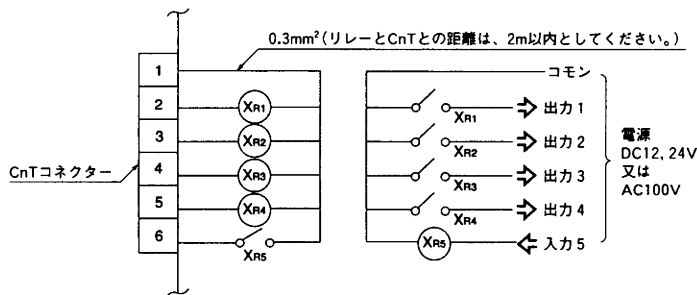 0.3mm²(リレーとCnTとの距離は、2m以内としてください。)
1
2
3
4
5
6
CnTコネクター
XR1
XR2
XR3
XR4
XR5
コモン
XR1
出力1
XR2
出力2
XR3
出力3
XR4
出力4
XR5
入力5
電源
DC12, 24V
又は
AC100V